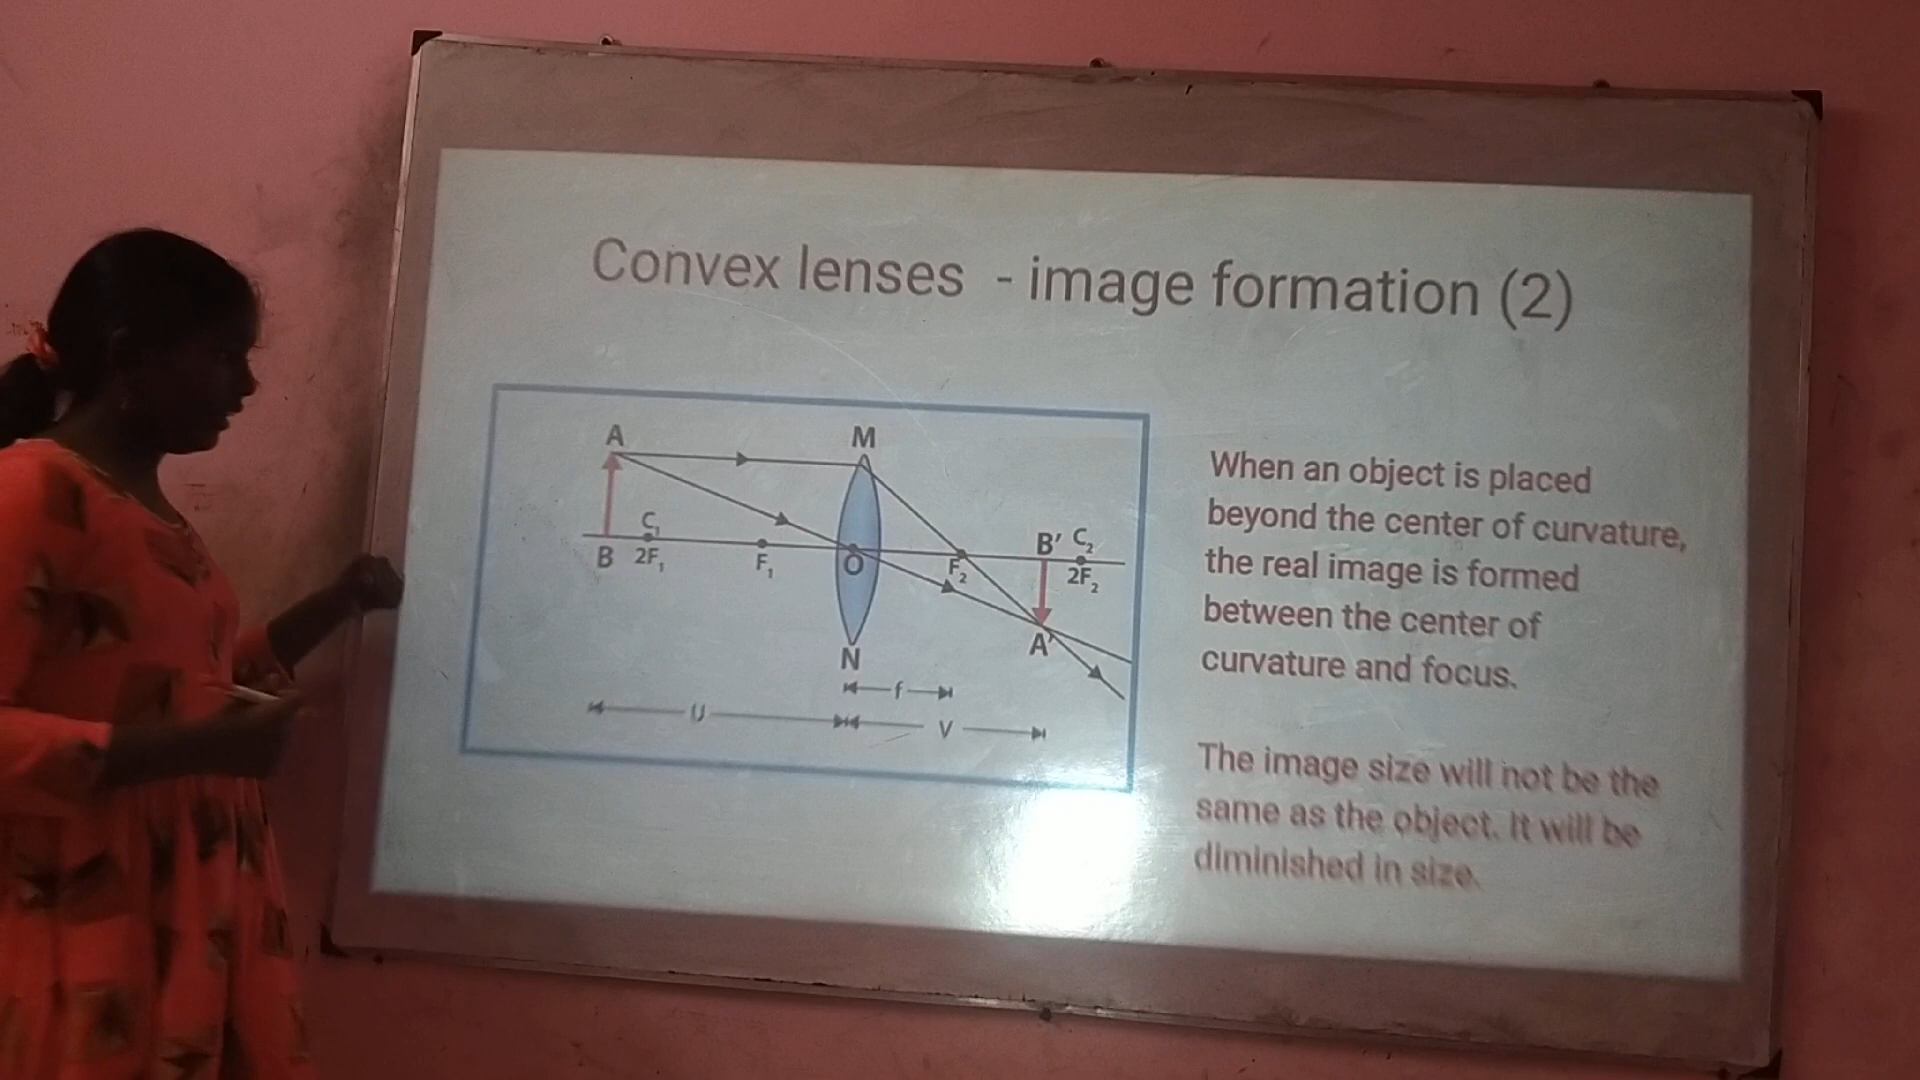 Convex lenses - image formation (2)
A
M
C₁
B
2F₁
F₁
O
F₂
B′
C₂
2F₂
A′
N
f
U
V
When an object is placed
beyond the center of curvature,
the real image is formed
between the center of
curvature and focus.
The image size will not be the
same as the object. It will be
diminished in size.